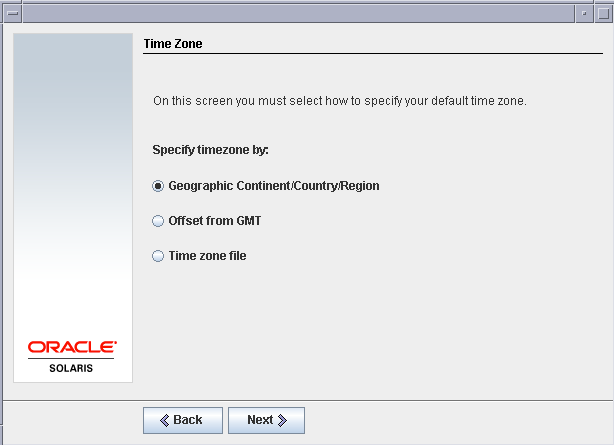 Time Zone
On this screen you must select how to specify your default time zone.
Specify timezone by:
Geographic Continent/Country/Region
Offset from GMT
Time zone file
ORACLE
SOLARIS
Back
Next